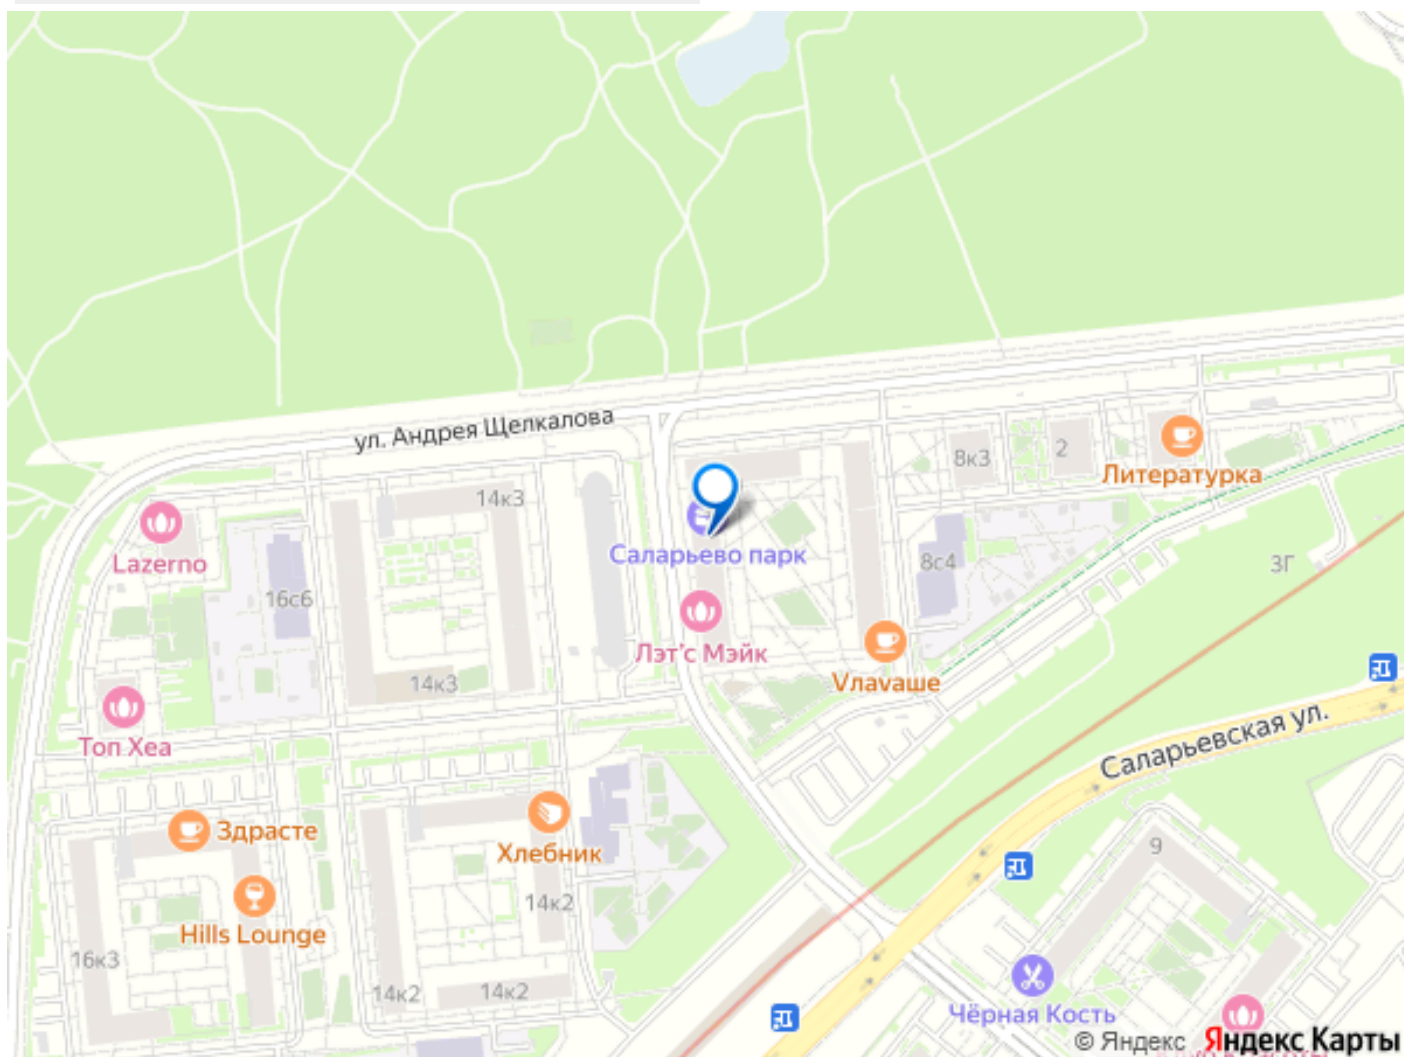 ул. Андрея Щелкалова
14к3
8к3
2
Литературка
Lazerno
Саларьево парк
16с6
8с4
3Г
Лэт'с Мэйк
14к3
Vлаvаше
Топ Хеа
Саларьевская ул.
Здрасте
Хлебник
9
14к2
Hills Lounge
16к3
14к2
14к2
Чёрная Кость
© Яндекс Яндекс Карты